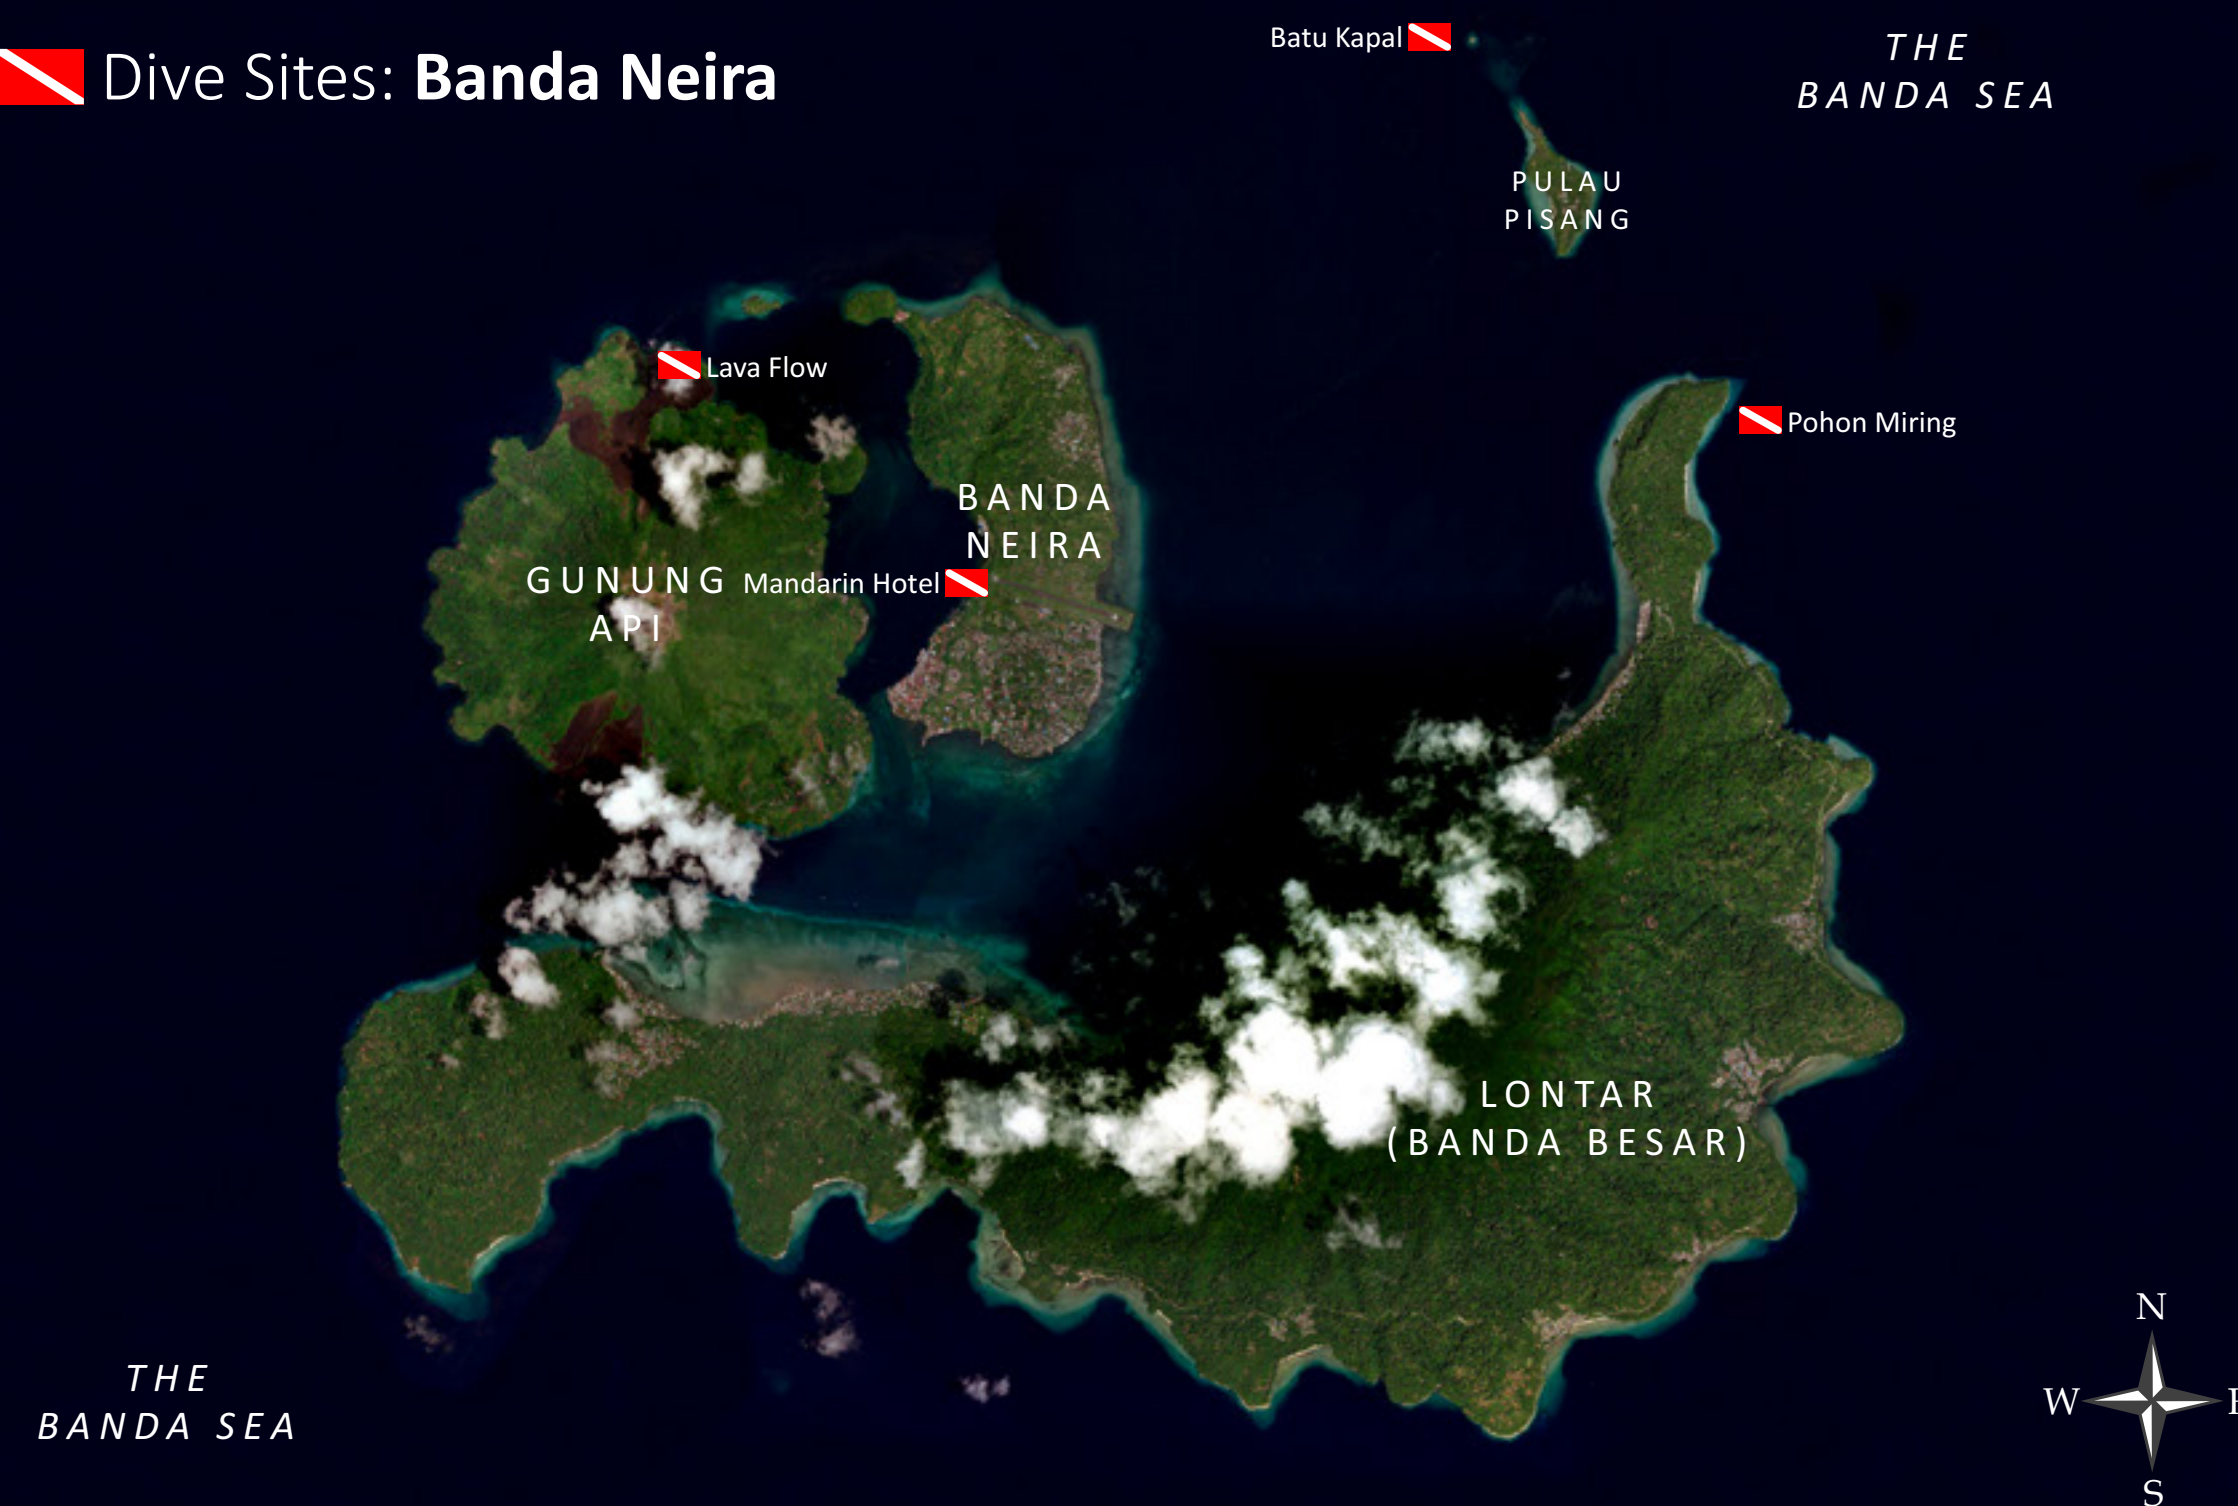 Dive Sites: Banda Neira
Batu Kapal
THE
BANDA SEA
PULAU
PISANG
Lava Flow
Pohon Miring
BANDA
NEIRA
GUNUNG
API
Mandarin Hotel
LONTAR
(BANDA BESAR)
THE
BANDA SEA
N
W
S